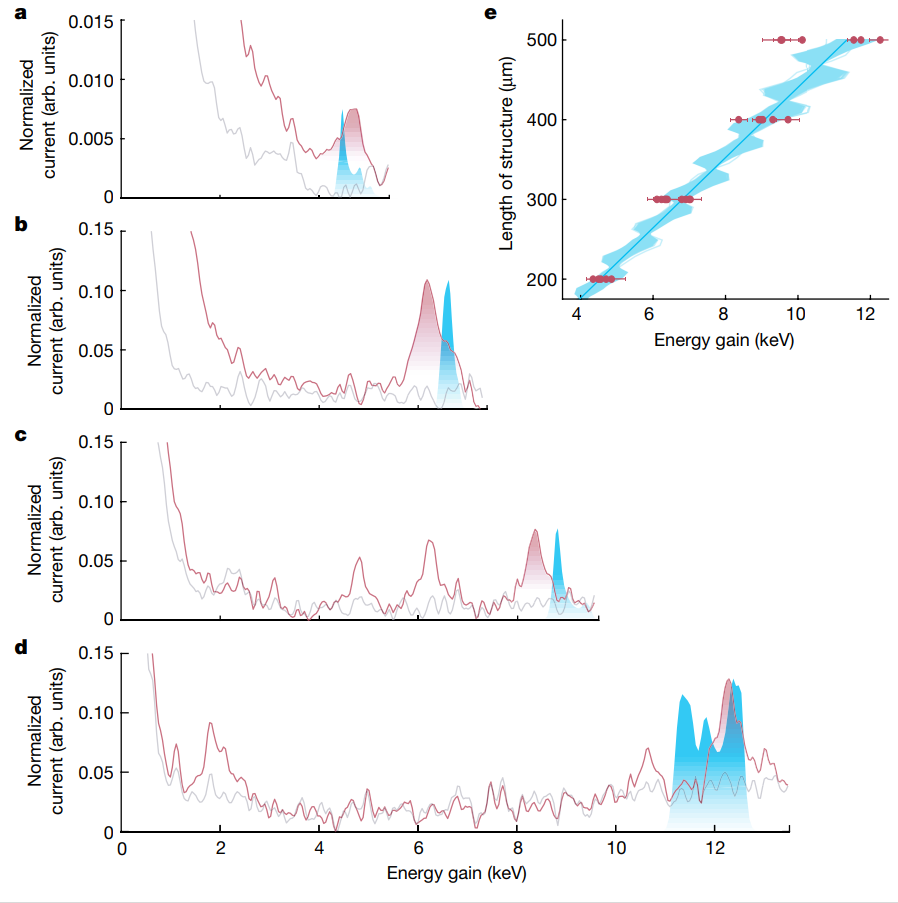 a
Normalized
current (arb. units)
0.015
0.010
0.005
0
b
Normalized
current (arb. units)
0.15
0.10
0.05
0
c
Normalized
current (arb. units)
0.15
0.10
0.05
0
d
Normalized
current (arb. units)
0.15
0.10
0.05
0
0 2 4 6 8 10 12
Energy gain (keV)
e
Length of structure (μm)
500
400
300
200
4 6 8 10 12
Energy gain (keV)